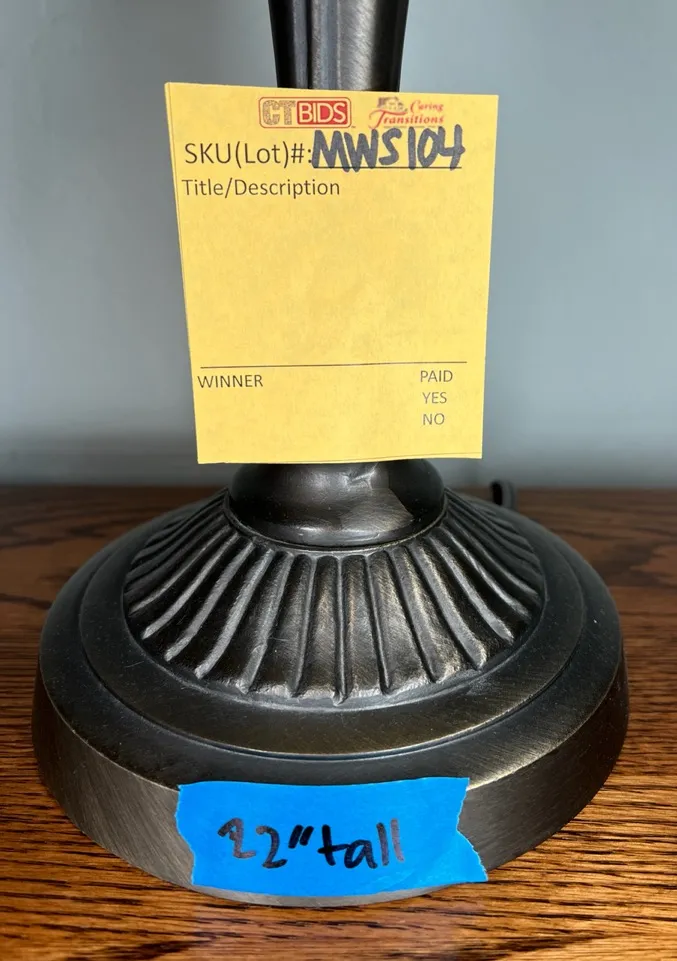 CTBIDS Caring Transitions
SKU(Lot)#: MWS104
Title/Description
WINNER PAID
YES
NO
22" tall